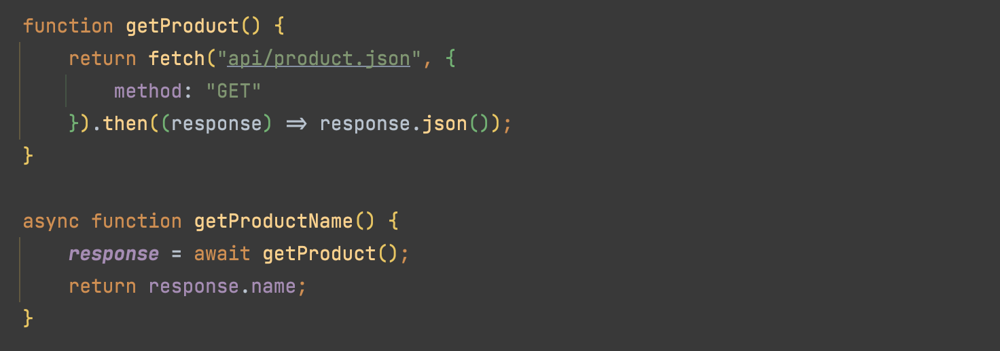 function getProduct() {
    return fetch("api/product.json", {
        method: "GET"
    }).then((response) => response.json());
}

async function getProductName() {
    response = await getProduct();
    return response.name;
}